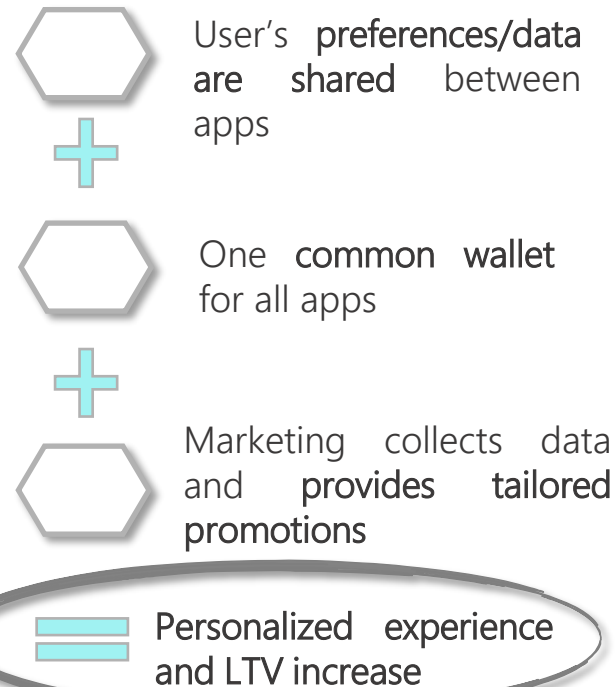 User's preferences/data
are shared between
apps
One common wallet
for all apps
Marketing collects data
and provides tailored
promotions
Personalized experience
and LTV increase